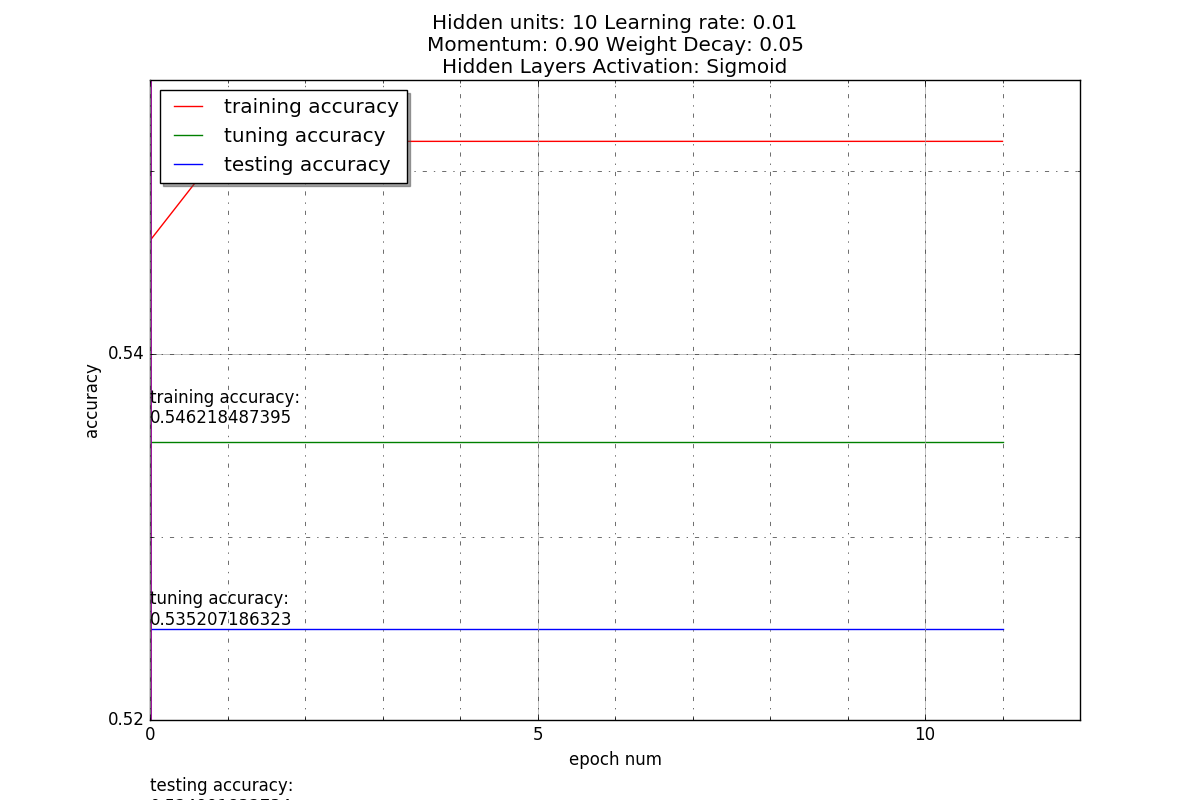 Hidden units: 10 Learning rate: 0.01
Momentum: 0.90 Weight Decay: 0.05
Hidden Layers Activation: Sigmoid
training accuracy
tuning accuracy
testing accuracy
0.54
accuracy
training accuracy:
0.546218487395
tuning accuracy:
0.535207186323
0.52
0
5
10
epoch num
testing accuracy: